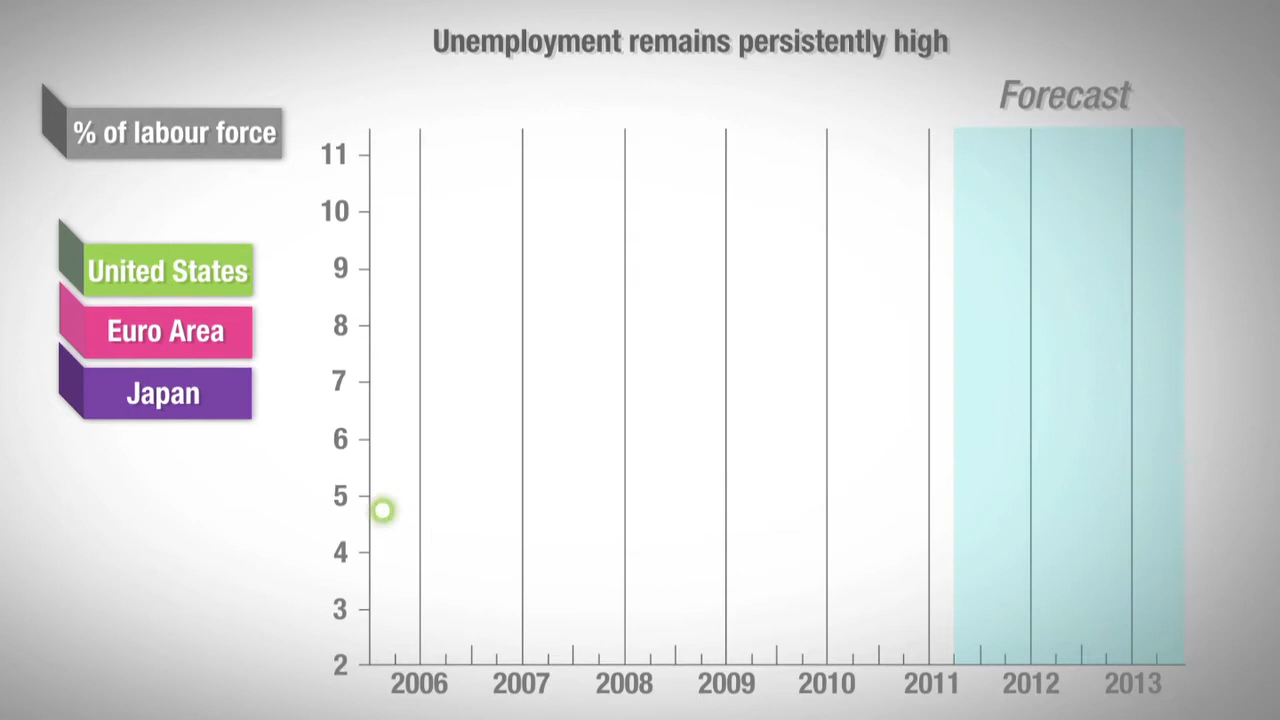 Unemployment remains persistently high
Forecast
% of labour force
United States
Euro Area
Japan
11
10
9
8
7
6
5
4
3
2
2006 2007 2008 2009 2010 2011 2012 2013